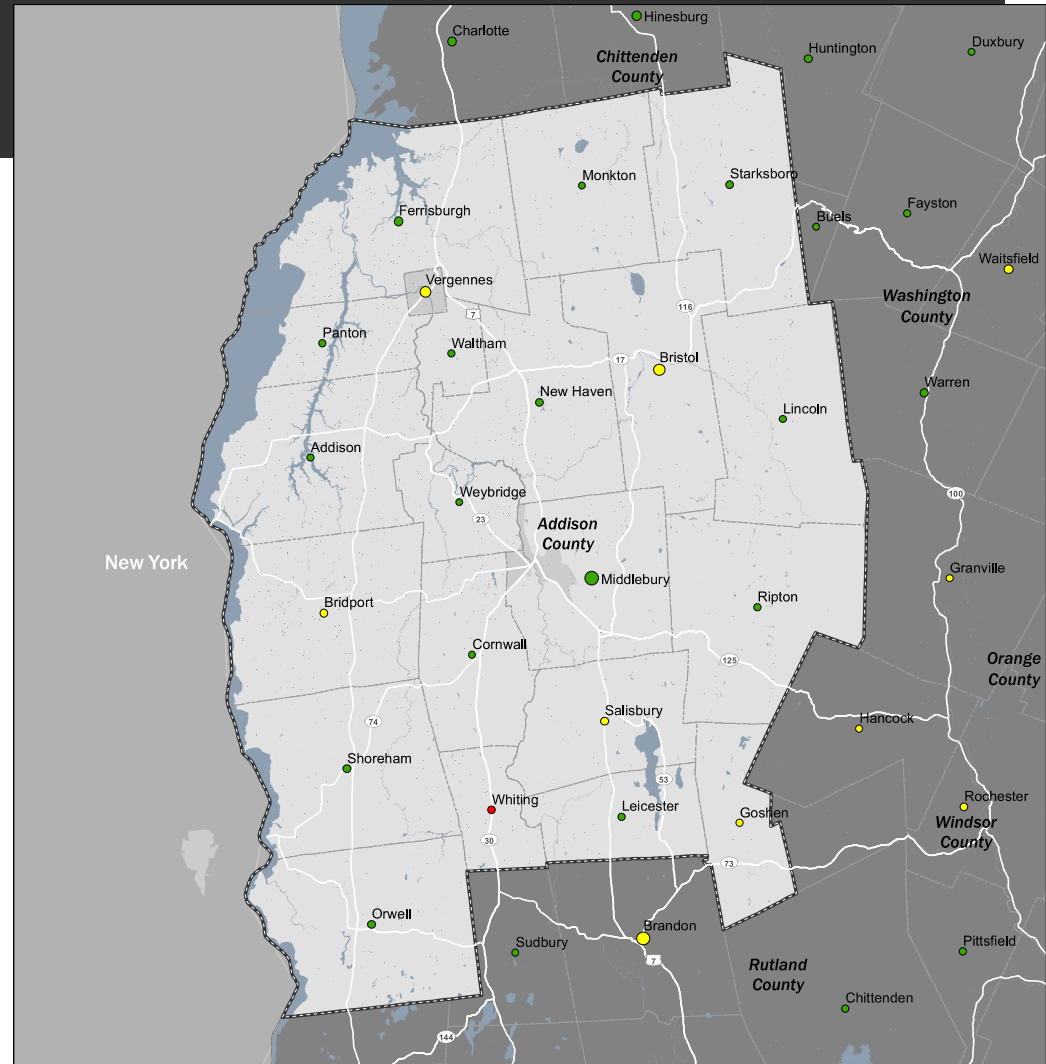 Hinesburg
Charlotte
Duxbury
Huntington
Chittenden
County
Monkton
Starksboro
Fayston
Ferrisburgh
Buels
Waitsfield
Vergennes
Washington
County
116
7
Panton
Waltham
17
Bristol
New Haven
Warren
Lincoln
Addison
Weybridge
100
23
Addison
County
New York
Granville
Middlebury
Bridport
Ripton
Cornwall
125
Orange
County
Salisbury
74
Hancock
Shoreham
53
Whiting
Leicester
Goshen
Rochester
Windsor
County
30
73
Orwell
Brandon
Sudbury
Pittsfield
7
Rutland
County
Chittenden
144